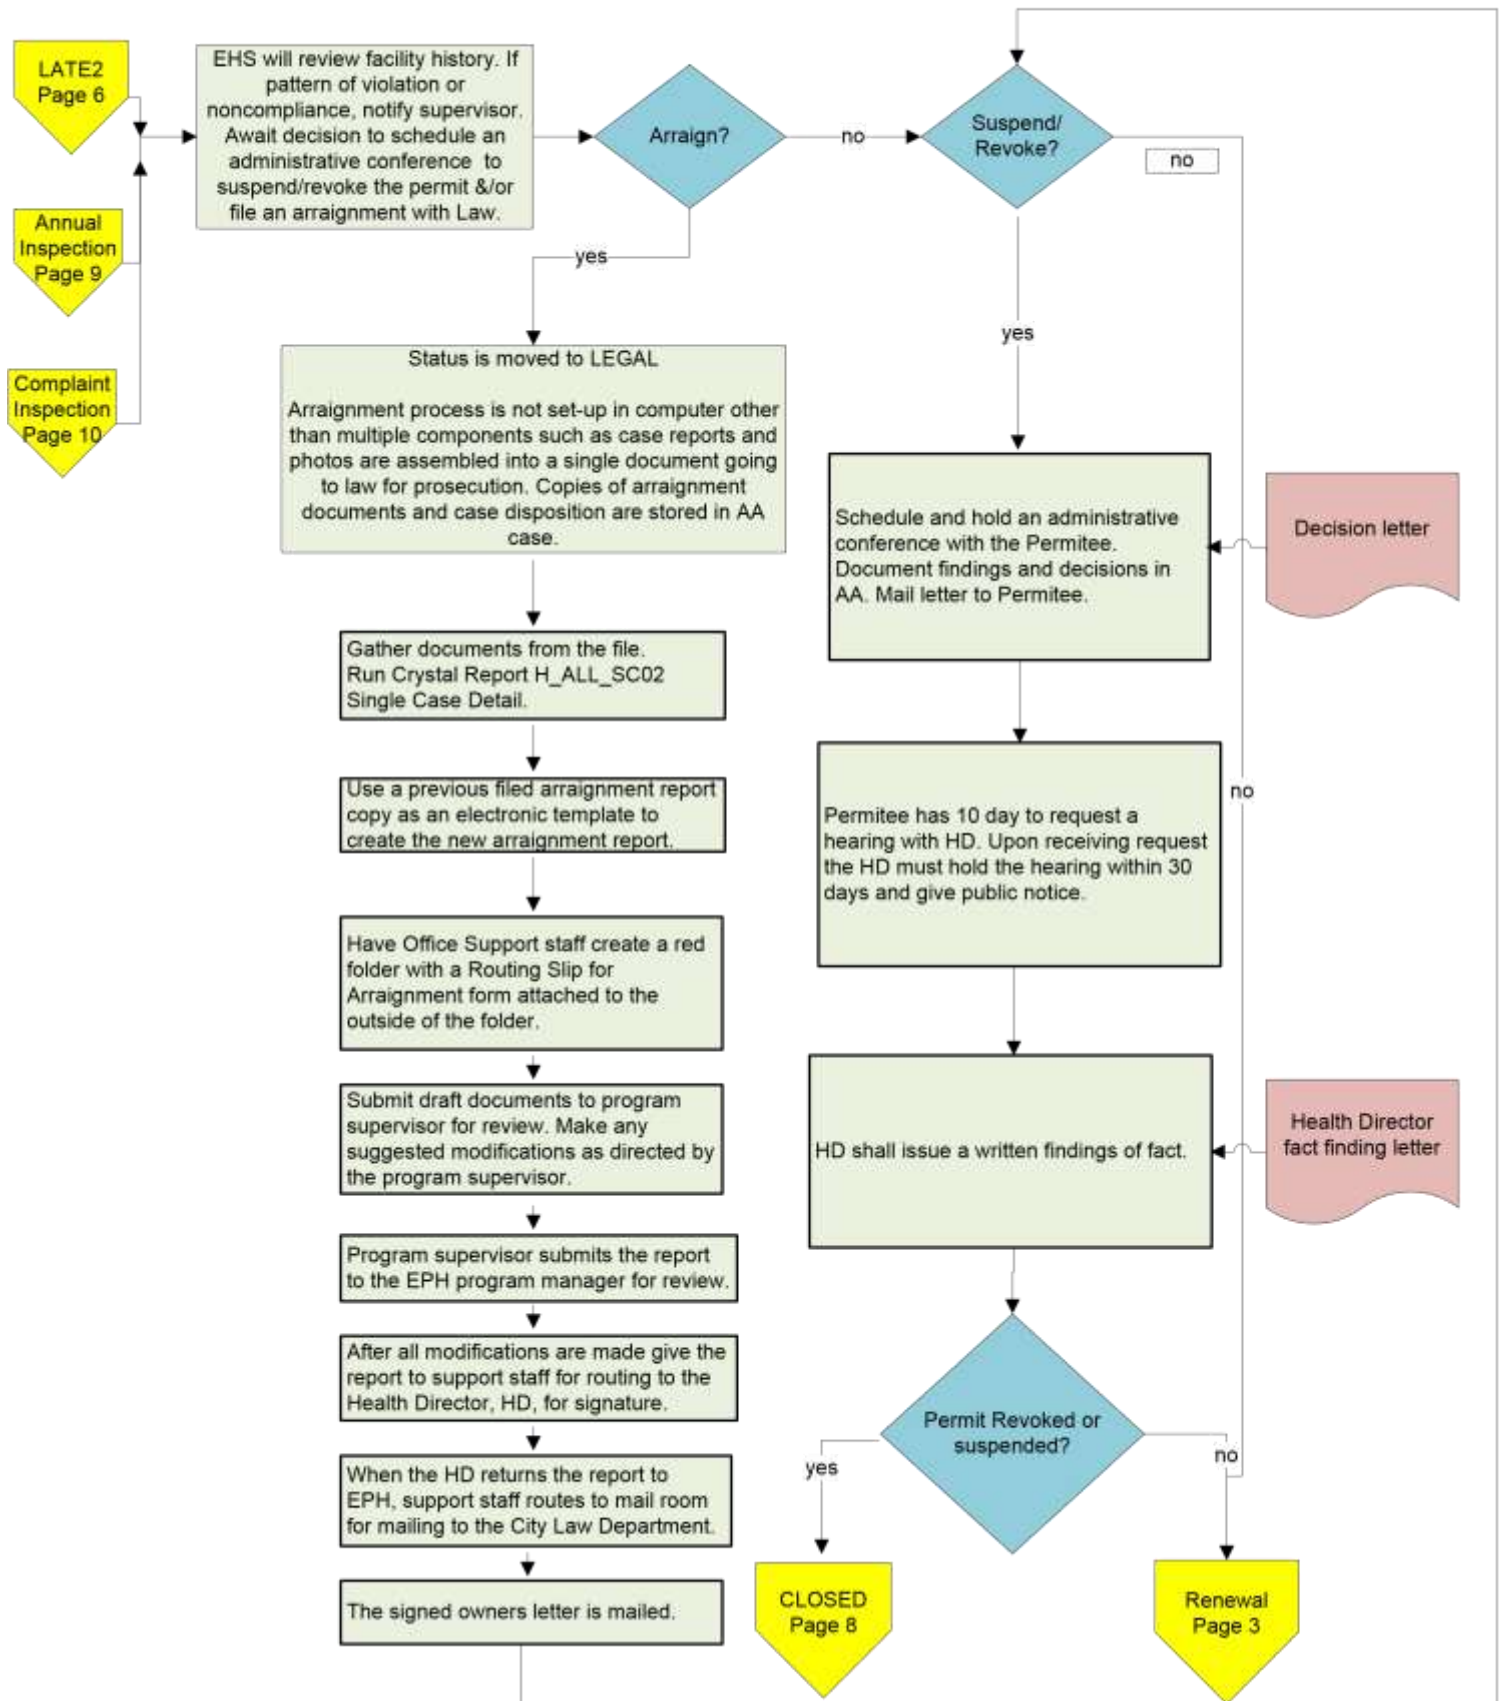 LATE2
Page 6
Annual
Inspection
Page 9
Complaint
Inspection
Page 10
EHS will review facility history. If
pattern of violation or
noncompliance, notify supervisor.
Await decision to schedule an
administrative conference to
suspend/revoke the permit &/or
file an arraignment with Law.
Arraign?
no
Suspend/
Revoke?
no
yes
yes
Status is moved to LEGAL
Arraignment process is not set-up in computer other
than multiple components such as case reports and
photos are assembled into a single document going
to law for prosecution. Copies of arraignment
documents and case disposition are stored in AA
case.
Gather documents from the file.
Run Crystal Report H_ALL_SC02
Single Case Detail.
Use a previous filed arraignment report
copy as an electronic template to
create the new arraignment report.
Have Office Support staff create a red
folder with a Routing Slip for
Arraignment form attached to the
outside of the folder.
Submit draft documents to program
supervisor for review. Make any
suggested modifications as directed by
the program supervisor.
Program supervisor submits the report
to the EPH program manager for review.
After all modifications are made give the
report to support staff for routing to the
Health Director, HD, for signature.
When the HD returns the report to
EPH, support staff routes to mail room
for mailing to the City Law Department.
The signed owners letter is mailed.
Schedule and hold an administrative
conference with the Permitee.
Document findings and decisions in
AA. Mail letter to Permitee.
Decision letter
Permitee has 10 day to request a
hearing with HD. Upon receiving request
the HD must hold the hearing within 30
days and give public notice.
no
HD shall issue a written findings of fact.
Health Director
fact finding letter
Permit Revoked or
suspended?
yes
no
CLOSED
Page 8
Renewal
Page 3